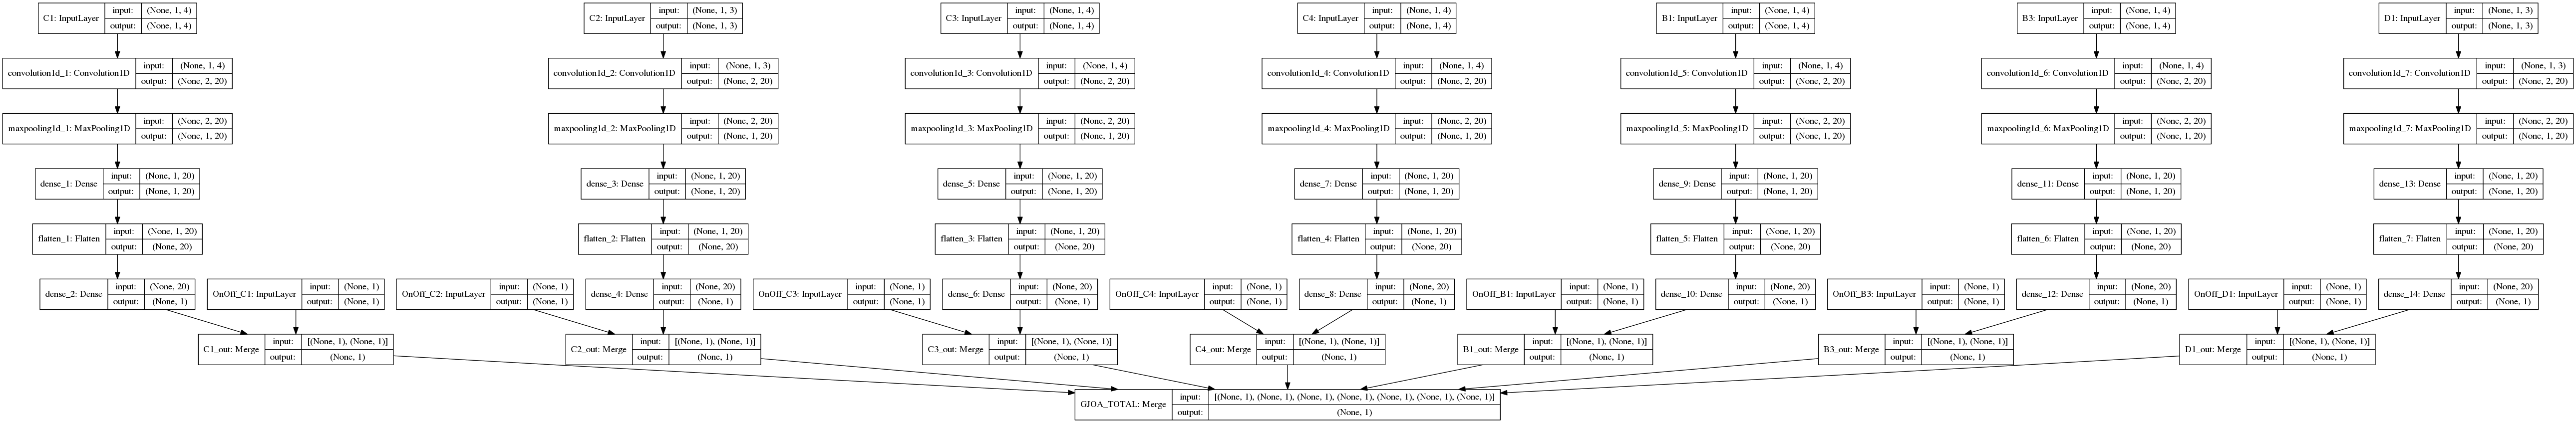 C1: InputLayer input: (None, 1, 4) output: (None, 1, 4)
C2: InputLayer input: (None, 1, 3) output: (None, 1, 3)
C3: InputLayer input: (None, 1, 4) output: (None, 1, 4)
C4: InputLayer input: (None, 1, 4) output: (None, 1, 4)
B1: InputLayer input: (None, 1, 4) output: (None, 1, 4)
B3: InputLayer input: (None, 1, 4) output: (None, 1, 4)
D1: InputLayer input: (None, 1, 3) output: (None, 1, 3)
convolution1d_1: Convolution1D input: (None, 1, 4) output: (None, 2, 20)
convolution1d_2: Convolution1D input: (None, 1, 3) output: (None, 2, 20)
convolution1d_3: Convolution1D input: (None, 1, 4) output: (None, 2, 20)
convolution1d_4: Convolution1D input: (None, 1, 4) output: (None, 2, 20)
convolution1d_5: Convolution1D input: (None, 1, 4) output: (None, 2, 20)
convolution1d_6: Convolution1D input: (None, 1, 4) output: (None, 2, 20)
convolution1d_7: Convolution1D input: (None, 1, 3) output: (None, 2, 20)
maxpooling1d_1: MaxPooling1D input: (None, 2, 20) output: (None, 1, 20)
maxpooling1d_2: MaxPooling1D input: (None, 2, 20) output: (None, 1, 20)
maxpooling1d_3: MaxPooling1D input: (None, 2, 20) output: (None, 1, 20)
maxpooling1d_4: MaxPooling1D input: (None, 2, 20) output: (None, 1, 20)
maxpooling1d_5: MaxPooling1D input: (None, 2, 20) output: (None, 1, 20)
maxpooling1d_6: MaxPooling1D input: (None, 2, 20) output: (None, 1, 20)
maxpooling1d_7: MaxPooling1D input: (None, 2, 20) output: (None, 1, 20)
dense_1: Dense input: (None, 1, 20) output: (None, 1, 20)
dense_3: Dense input: (None, 1, 20) output: (None, 1, 20)
dense_5: Dense input: (None, 1, 20) output: (None, 1, 20)
dense_7: Dense input: (None, 1, 20) output: (None, 1, 20)
dense_9: Dense input: (None, 1, 20) output: (None, 1, 20)
dense_11: Dense input: (None, 1, 20) output: (None, 1, 20)
dense_13: Dense input: (None, 1, 20) output: (None, 1, 20)
flatten_1: Flatten input: (None, 1, 20) output: (None, 20)
flatten_2: Flatten input: (None, 1, 20) output: (None, 20)
flatten_3: Flatten input: (None, 1, 20) output: (None, 20)
flatten_4: Flatten input: (None, 1, 20) output: (None, 20)
flatten_5: Flatten input: (None, 1, 20) output: (None, 20)
flatten_6: Flatten input: (None, 1, 20) output: (None, 20)
flatten_7: Flatten input: (None, 1, 20) output: (None, 20)
dense_2: Dense input: (None, 20) output: (None, 1)
OnOff_C1: InputLayer input: (None, 1) output: (None, 1)
OnOff_C2: InputLayer input: (None, 1) output: (None, 1)
dense_4: Dense input: (None, 20) output: (None, 1)
OnOff_C3: InputLayer input: (None, 1) output: (None, 1)
dense_6: Dense input: (None, 20) output: (None, 1)
OnOff_C4: InputLayer input: (None, 1) output: (None, 1)
dense_8: Dense input: (None, 20) output: (None, 1)
OnOff_B1: InputLayer input: (None, 1) output: (None, 1)
dense_10: Dense input: (None, 20) output: (None, 1)
OnOff_B3: InputLayer input: (None, 1) output: (None, 1)
dense_12: Dense input: (None, 20) output: (None, 1)
OnOff_D1: InputLayer input: (None, 1) output: (None, 1)
dense_14: Dense input: (None, 20) output: (None, 1)
C1_out: Merge input: [(None, 1), (None, 1)] output: (None, 1)
C2_out: Merge input: [(None, 1), (None, 1)] output: (None, 1)
C3_out: Merge input: [(None, 1), (None, 1)] output: (None, 1)
C4_out: Merge input: [(None, 1), (None, 1)] output: (None, 1)
B1_out: Merge input: [(None, 1), (None, 1)] output: (None, 1)
B3_out: Merge input: [(None, 1), (None, 1)] output: (None, 1)
D1_out: Merge input: [(None, 1), (None, 1)] output: (None, 1)
GJOA_TOTAL: Merge input: [(None, 1), (None, 1), (None, 1), (None, 1), (None, 1), (None, 1), (None, 1)] output: (None, 1)